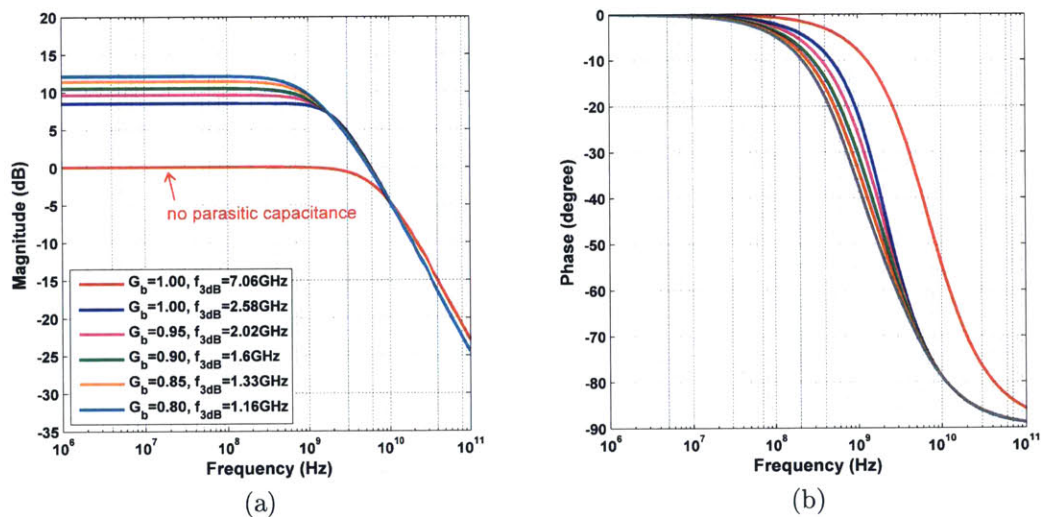 20
15
10
5
0
-5
-10
-15
-20
-25
-30
-35
Magnitude (dB)
no parasitic capacitance
G_b=1.00, f_3dB=7.06GHz
G_b=1.00, f_3dB=2.58GHz
G_b=0.95, f_3dB=2.02GHz
G_b=0.90, f_3dB=1.6GHz
G_b=0.85, f_3dB=1.33GHz
G_b=0.80, f_3dB=1.16GHz
10^6 10^7 10^8 10^9 10^10 10^11
Frequency (Hz)
(a)
0
-10
-20
-30
-40
-50
-60
-70
-80
-90
Phase (degree)
10^6 10^7 10^8 10^9 10^10 10^11
Frequency (Hz)
(b)